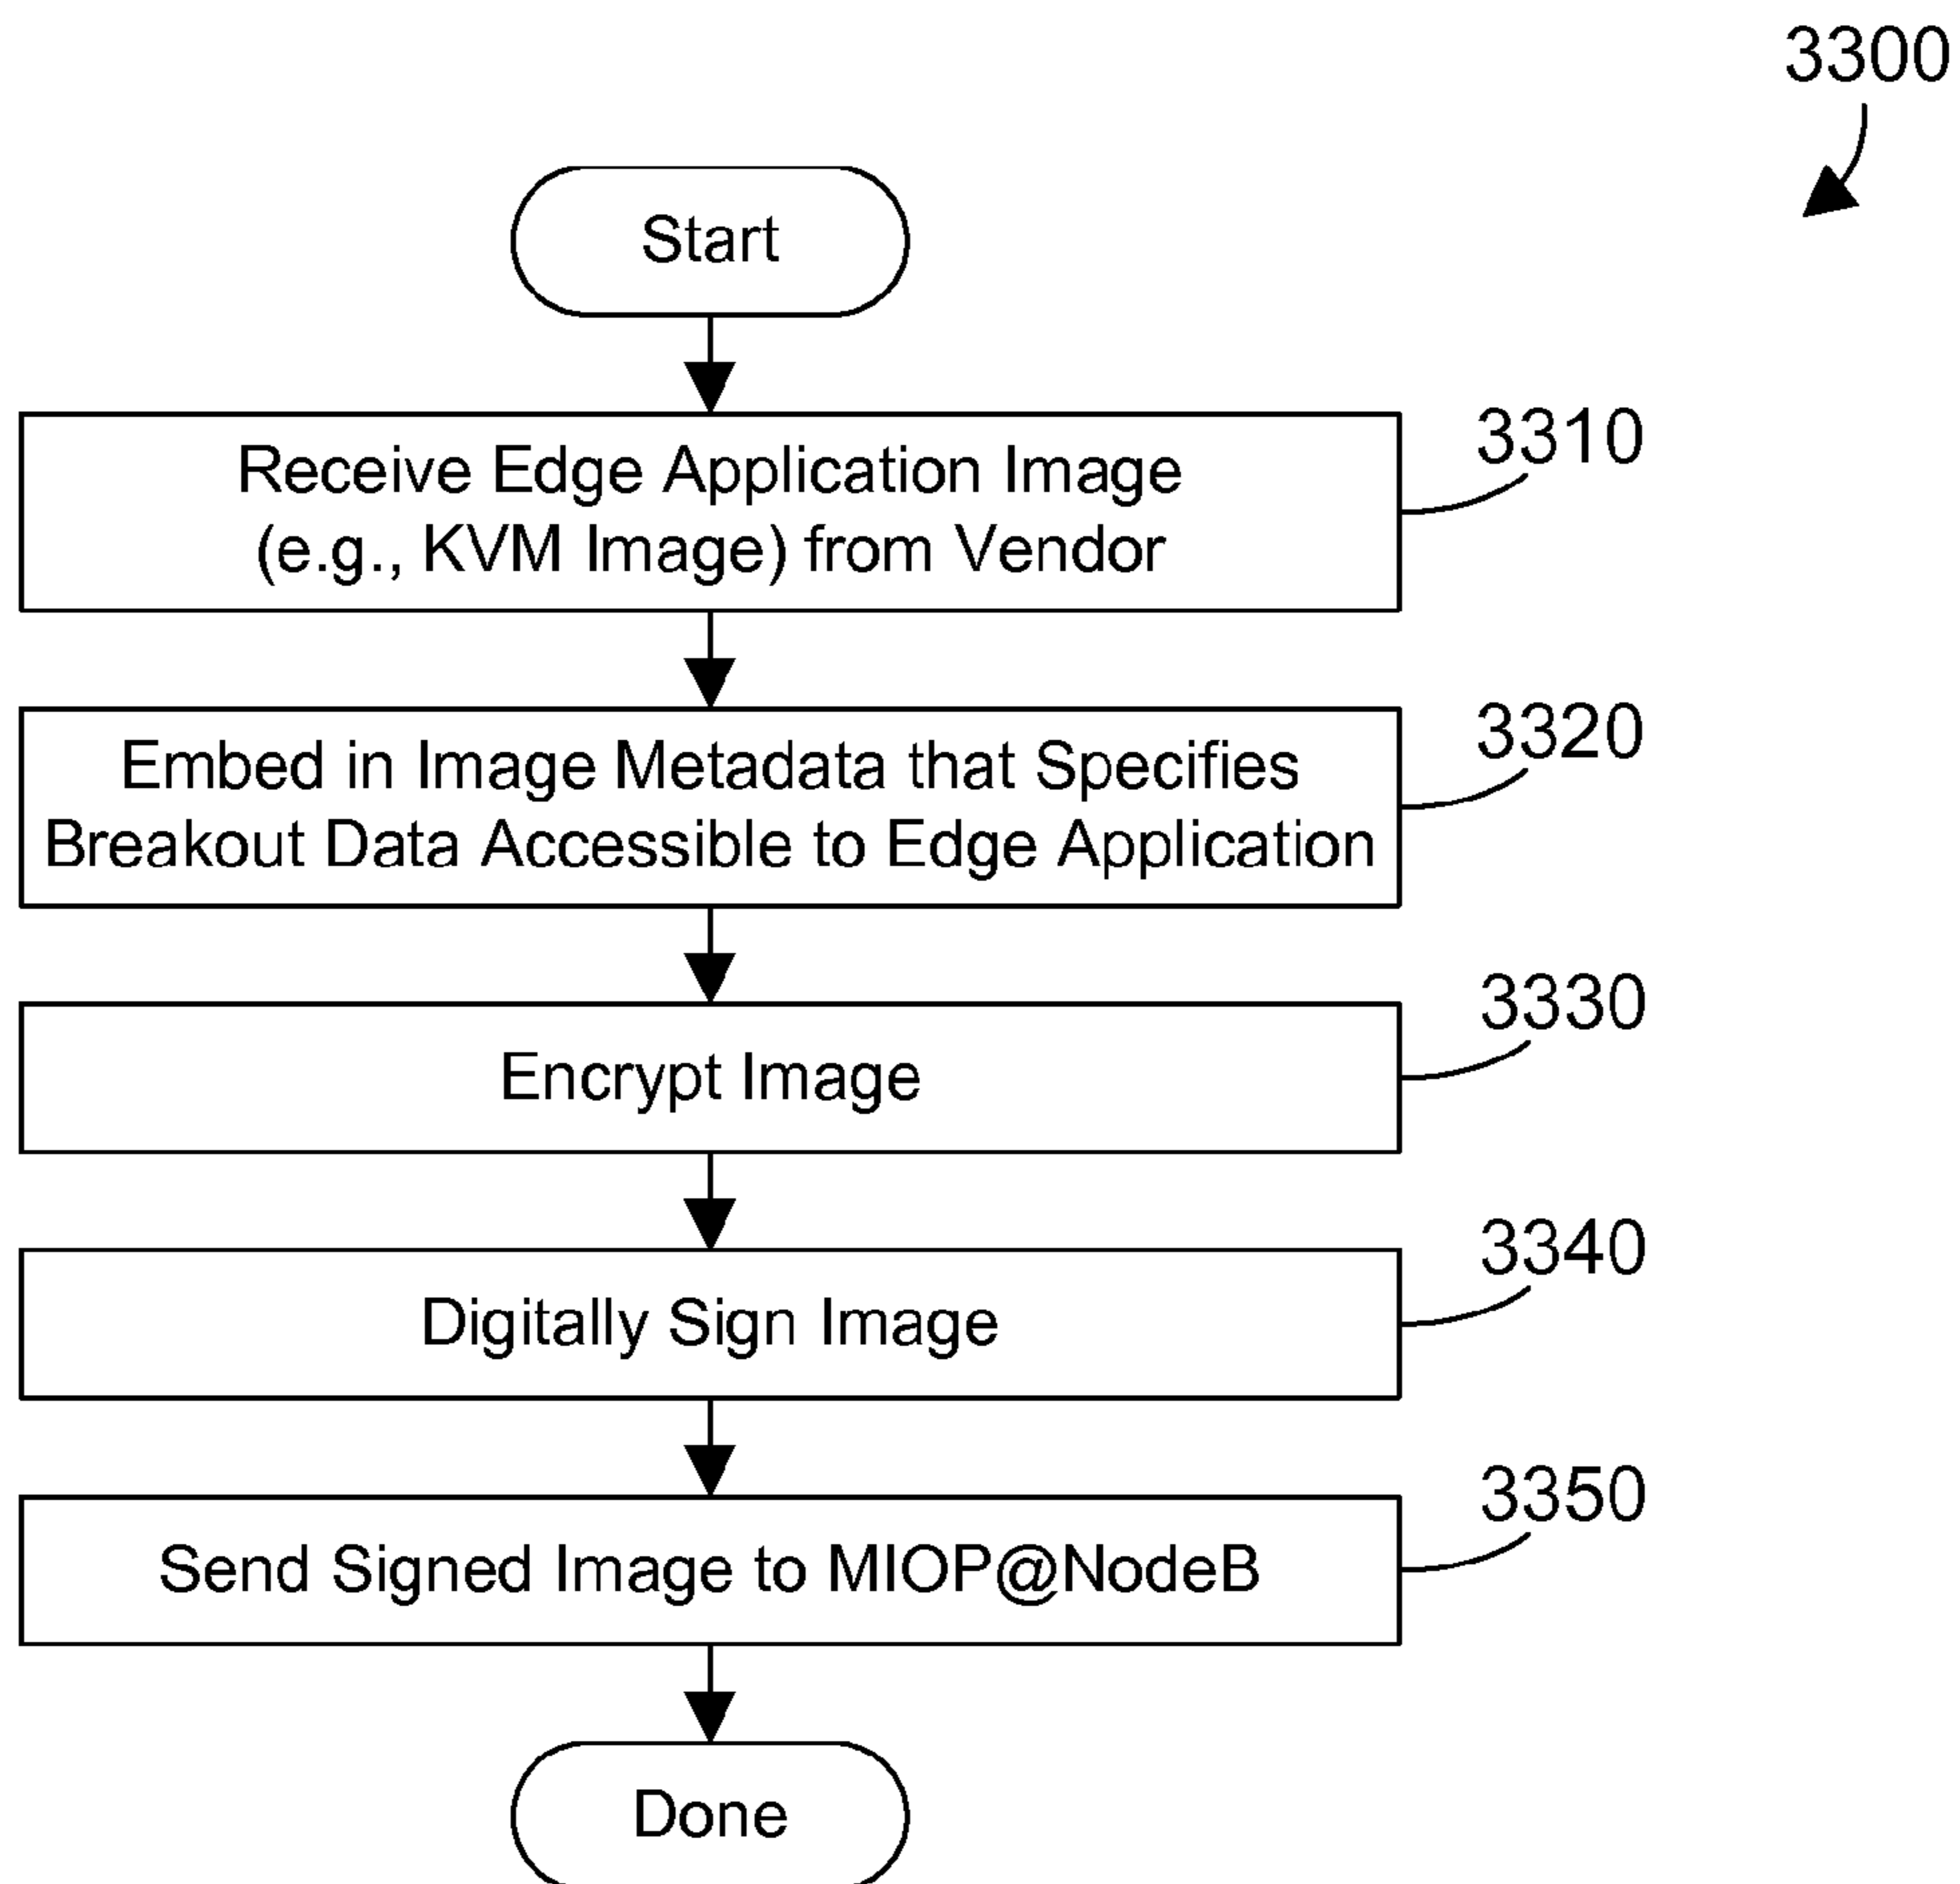 3300
Start
Receive Edge Application Image
(e.g., KVM Image) from Vendor
3310
Embed in Image Metadata that Specifies
Breakout Data Accessible to Edge Application
3320
Encrypt Image
3330
Digitally Sign Image
3340
Send Signed Image to MIOP@NodeB
3350
Done